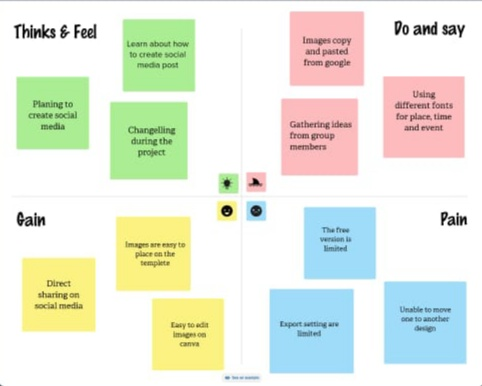 Thinks & Feel
Learn about how
to create social
media post
Planing to
create social
media
Changelling
during the
project
Do and say
Images copy
and pasted
from google
Using
different fonts
for place, time
and event
Gathering ideas
from group
members
Gain
Images are easy to
place on the
templete
Direct
sharing on
social media
Easy to edit
images on
canva
Pain
The free
version is
limited
Export setting are
limited
Unable to move
one to another
design